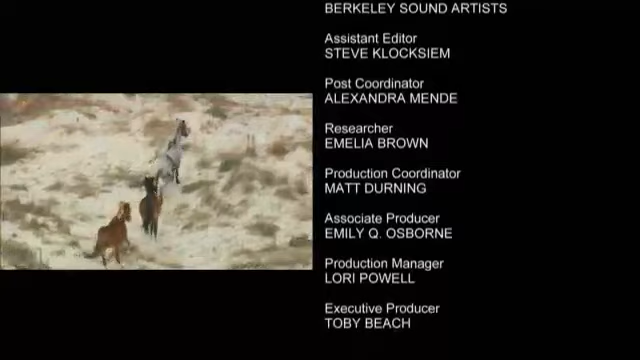 BERKELEY SOUND ARTISTS
Assistant Editor
STEVE KLOCKSIEM
Post Coordinator
ALEXANDRA MENDE
Researcher
EMELIA BROWN
Production Coordinator
MATT DURNING
Associate Producer
EMILY Q. OSBORNE
Production Manager
LORI POWELL
Executive Producer
TOBY BEACH